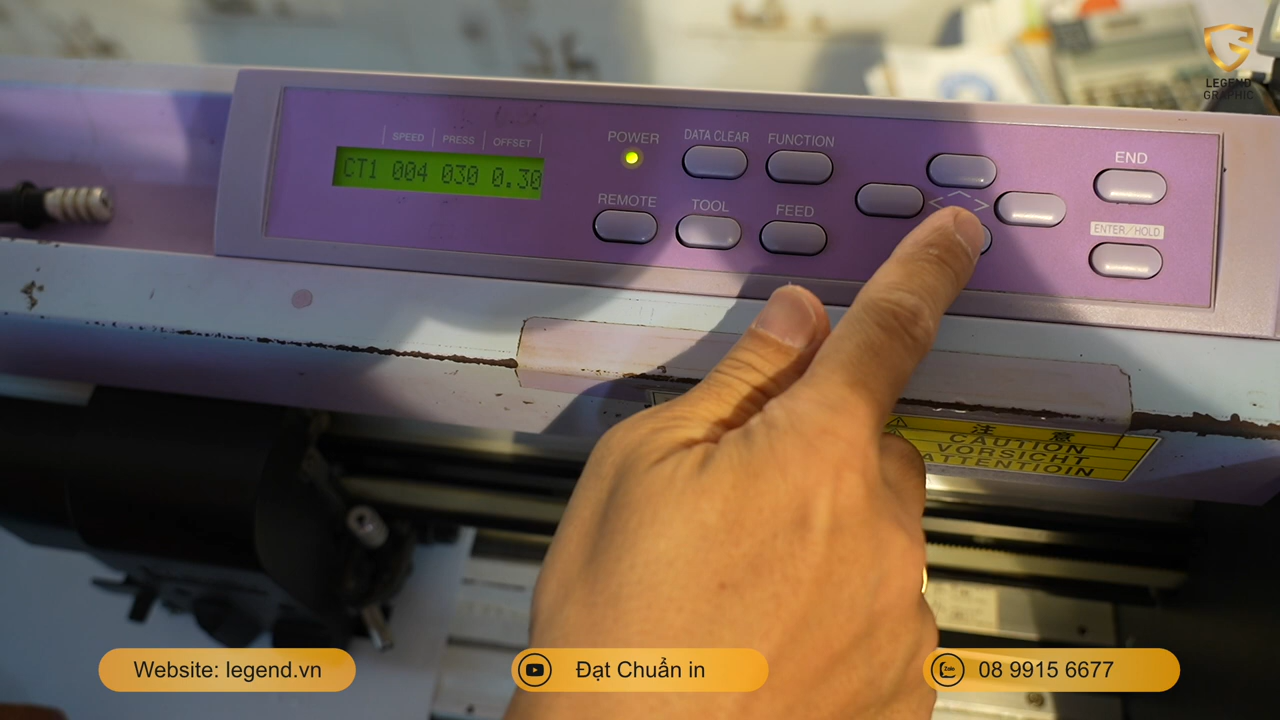 LEGEND
GRAPHIC
SPEED PRESS OFFSET
CT1 004 030 0.30
POWER
DATA CLEAR
FUNCTION
REMOTE
TOOL
FEED
END
ENTER/HOLD
注 意
CAUTION
VORSICHT
ATTENTIOIN
Website: legend.vn
Đạt Chuẩn in
Zalo
08 9915 6677